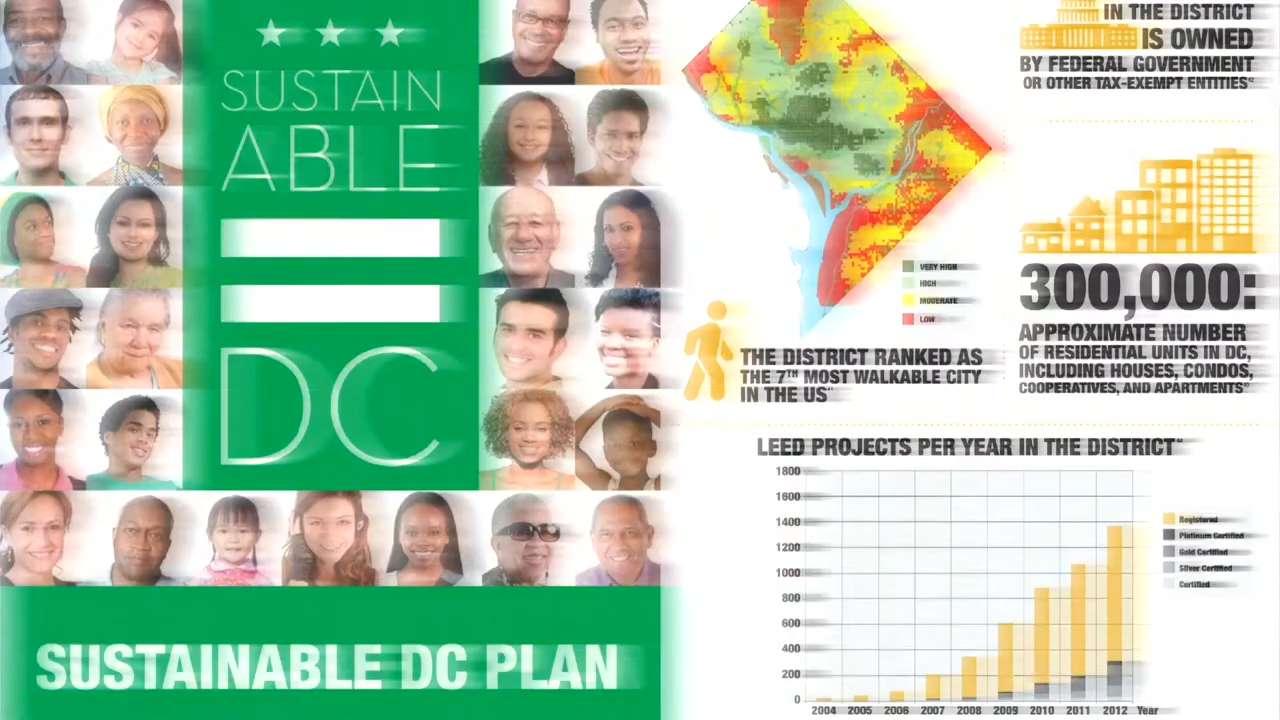 SUSTAIN
ABLE
DC
SUSTAINABLE DC PLAN
IN THE DISTRICT
IS OWNED
BY FEDERAL GOVERNMENT
OR OTHER TAX-EXEMPT ENTITIES
VERY HIGH
HIGH
MODERATE
LOW
THE DISTRICT RANKED AS
THE 7TH MOST WALKABLE CITY
IN THE US
300,000:
APPROXIMATE NUMBER
OF RESIDENTIAL UNITS IN DC,
INCLUDING HOUSES, CONDOS,
COOPERATIVES, AND APARTMENTS
LEED PROJECTS PER YEAR IN THE DISTRICT
1800
1600
1400
1200
1000
800
600
400
200
0
2004 2005 2006 2007 2008 2009 2010 2011 2012 Year
Registered
Platinum Certified
Gold Certified
Silver Certified
Certified